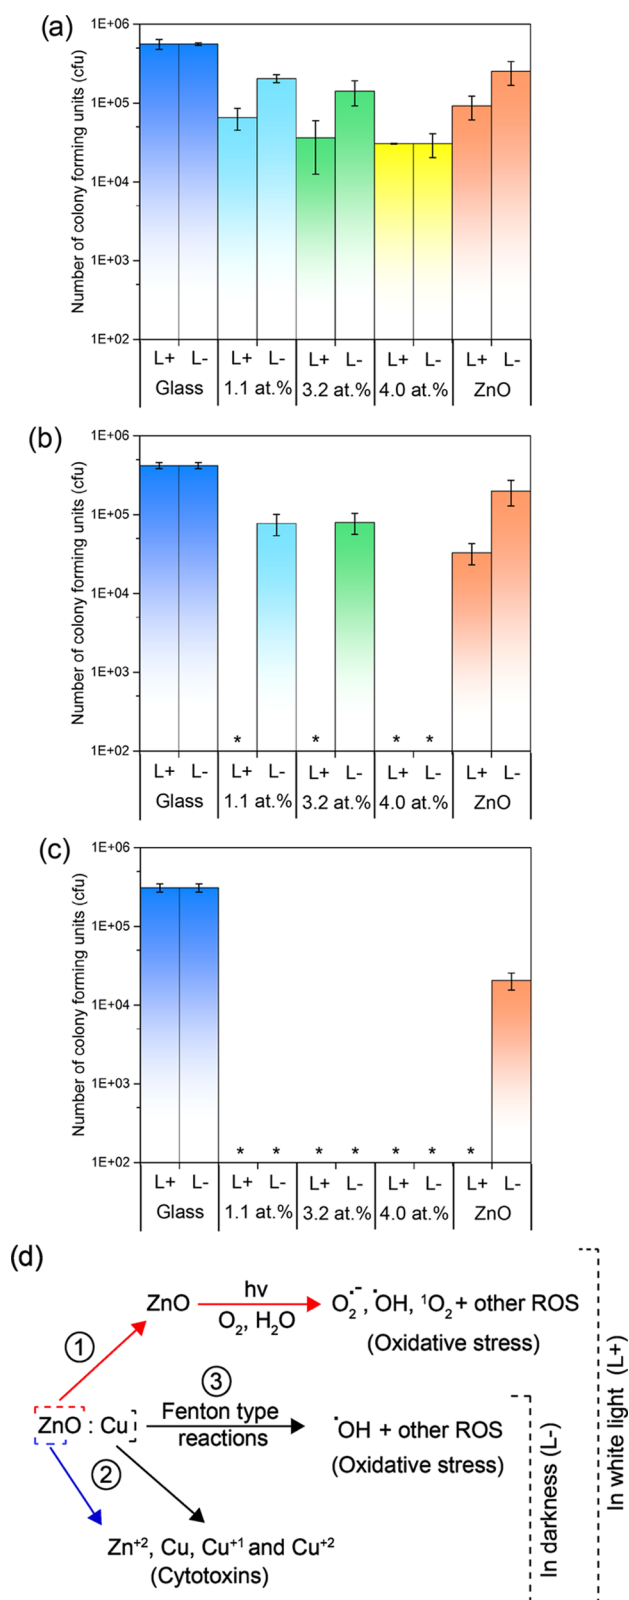 (a)
Number of colony forming units (cfu)
1E+06
1E+05
1E+04
1E+03
1E+02
L+ L- L+ L- L+ L- L+ L- L+ L-
Glass 1.1 at.% 3.2 at.% 4.0 at.% ZnO
(b)
Number of colony forming units (cfu)
1E+06
1E+05
1E+04
1E+03
1E+02
* * * *
L+ L- L+ L- L+ L- L+ L- L+ L-
Glass 1.1 at.% 3.2 at.% 4.0 at.% ZnO
(c)
Number of colony forming units (cfu)
1E+06
1E+05
1E+04
1E+03
1E+02
* * * * * * *
L+ L- L+ L- L+ L- L+ L- L+ L-
Glass 1.1 at.% 3.2 at.% 4.0 at.% ZnO
(d)
hν
ZnO O₂˙⁻, ˙OH, ¹O₂ + other ROS
O₂, H₂O
(Oxidative stress)
①
③
Fenton type
ZnO : Cu
reactions
˙OH + other ROS
(Oxidative stress)
②
Zn⁺², Cu, Cu⁺¹ and Cu⁺²
(Cytotoxins)
In darkness (L-)
In white light (L+)